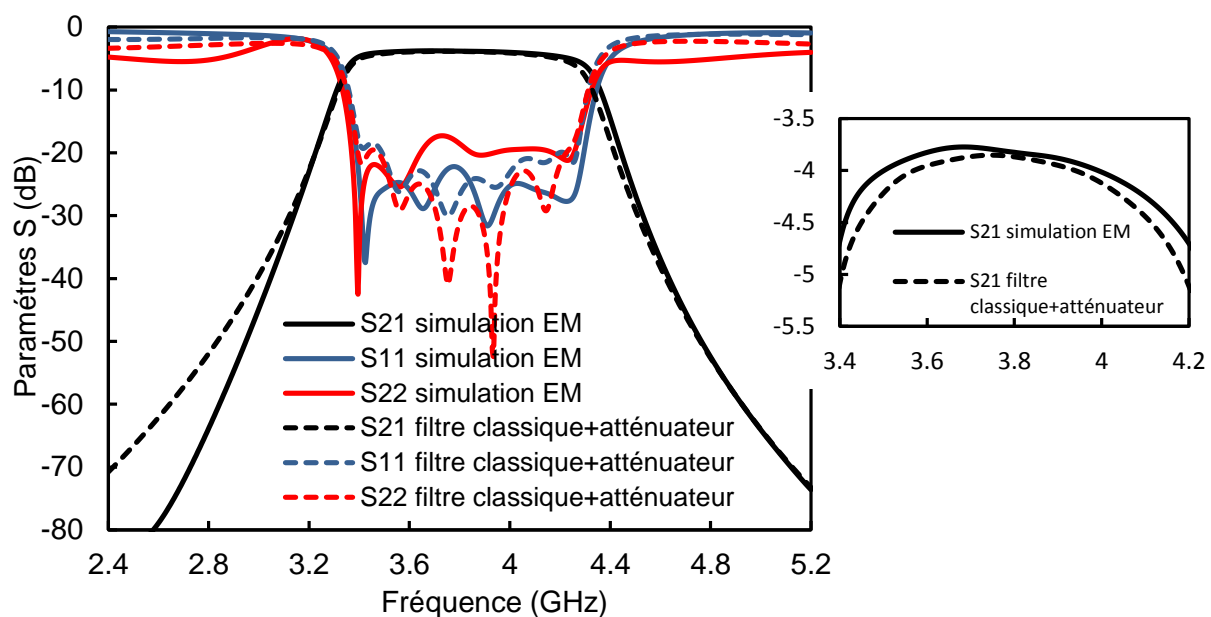 0
-10
-20
-30
-40
-50
-60
-70
-80
Paramétres S (dB)
S21 simulation EM
S11 simulation EM
S22 simulation EM
S21 filtre classique+atténuateur
S11 filtre classique+atténuateur
S22 filtre classique+atténuateur
2.4 2.8 3.2 3.6 4 4.4 4.8 5.2
Fréquence (GHz)
-3.5
-4
-4.5
-5
-5.5
S21 simulation EM
S21 filtre
classique+atténuateur
3.4 3.6 3.8 4 4.2